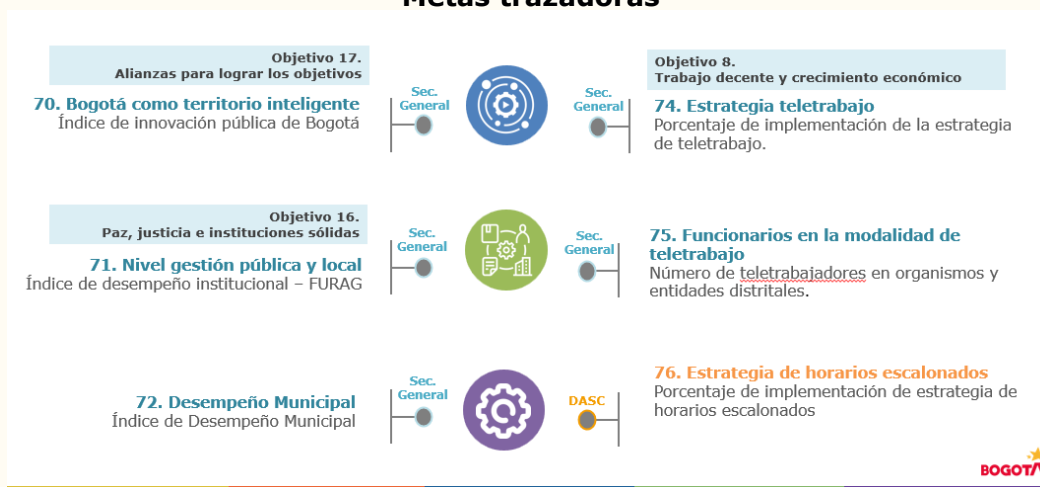 Metas trazadoras
Objetivo 17.
Alianzas para lograr los objetivos
70. Bogotá como territorio inteligente
Índice de innovación pública de Bogotá
Sec.
General
Sec.
General
Objetivo 8.
Trabajo decente y crecimiento económico
74. Estrategia teletrabajo
Porcentaje de implementación de la estrategia
de teletrabajo.
Objetivo 16.
Paz, justicia e instituciones sólidas
71. Nivel gestión pública y local
Índice de desempeño institucional – FURAG
Sec.
General
Sec.
General
75. Funcionarios en la modalidad de
teletrabajo
Número de teletrabajadores en organismos y
entidades distritales.
72. Desempeño Municipal
Índice de Desempeño Municipal
Sec.
General
DASC
76. Estrategia de horarios escalonados
Porcentaje de implementación de estrategia de
horarios escalonados
BOGOT